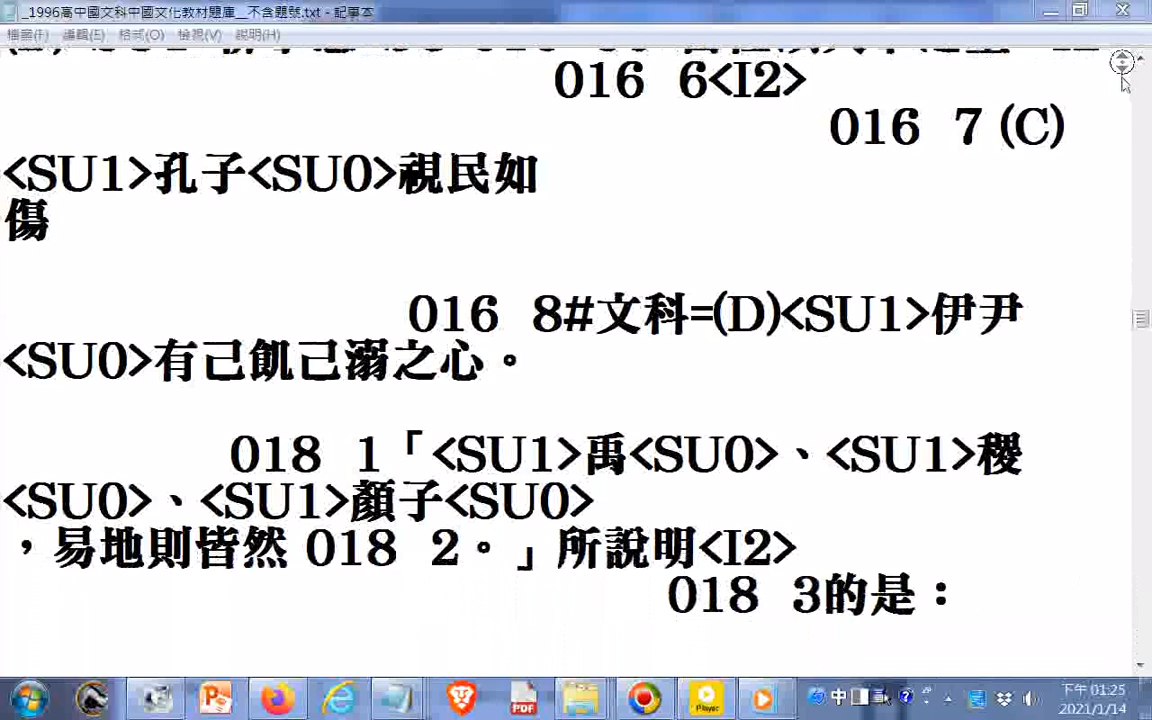 _1996高中國文科中國文化教材題庫__不含題號.txt - 記事本
檔案(F) 編輯(E) 格式(O) 檢視(V) 說明(H)
016 6<I2>
016 7 (C)
<SU1>孔子<SU0>視民如
傷
016 8#文科=(D)<SU1>伊尹
<SU0>有己飢己溺之心。
018 1「<SU1>禹<SU0>、<SU1>稷
<SU0>、<SU1>顏子<SU0>
，易地則皆然 018 2。」所說明<I2>
018 3的是：
中
下午 01:25
2021/1/14
PDF
Player